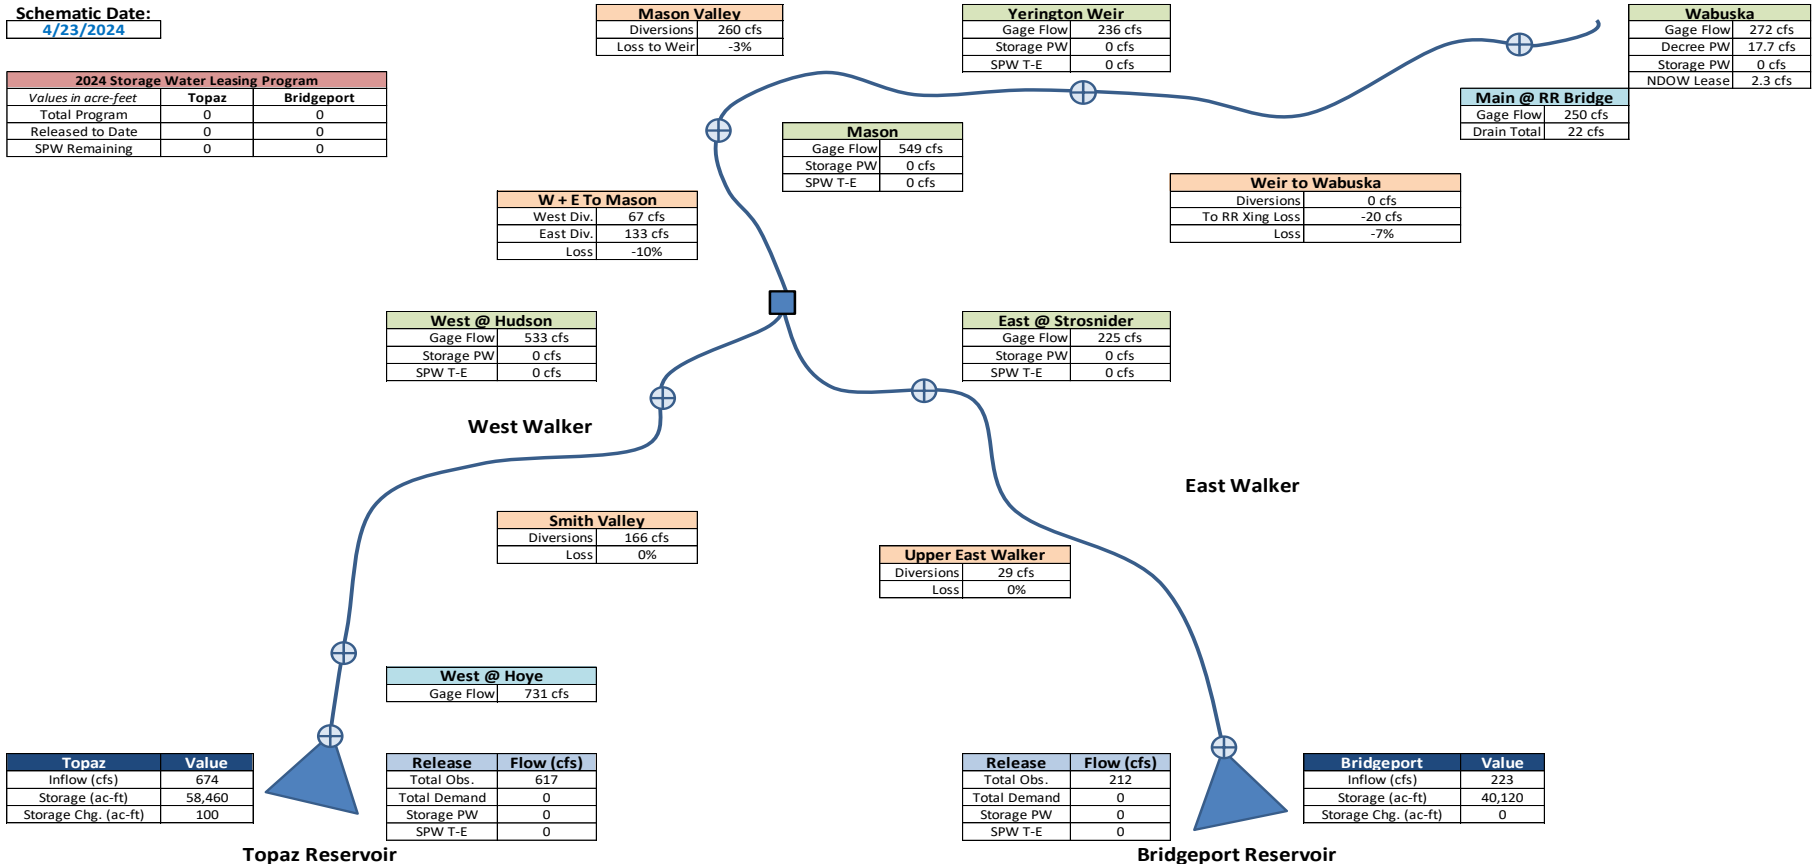 Schematic Date:
4/23/2024
2024 Storage Water Leasing Program
Values in acre-feet Topaz Bridgeport
Total Program 0 0
Released to Date 0 0
SPW Remaining 0 0
Mason Valley
Diversions 260 cfs
Loss to Weir -3%
Yerington Weir
Gage Flow 236 cfs
Storage PW 0 cfs
SPW T-E 0 cfs
Wabuska
Gage Flow 272 cfs
Decree PW 17.7 cfs
Storage PW 0 cfs
NDOW Lease 2.3 cfs
Main @ RR Bridge
Gage Flow 250 cfs
Drain Total 22 cfs
Mason
Gage Flow 549 cfs
Storage PW 0 cfs
SPW T-E 0 cfs
W + E To Mason
West Div. 67 cfs
East Div. 133 cfs
Loss -10%
Weir to Wabuska
Diversions 0 cfs
To RR Xing Loss -20 cfs
Loss -7%
West @ Hudson
Gage Flow 533 cfs
Storage PW 0 cfs
SPW T-E 0 cfs
East @ Strosnider
Gage Flow 225 cfs
Storage PW 0 cfs
SPW T-E 0 cfs
West Walker
East Walker
Smith Valley
Diversions 166 cfs
Loss 0%
Upper East Walker
Diversions 29 cfs
Loss 0%
West @ Hoye
Gage Flow 731 cfs
Topaz Value
Inflow (cfs) 674
Storage (ac-ft) 58,460
Storage Chg. (ac-ft) 100
Release Flow (cfs)
Total Obs. 617
Total Demand 0
Storage PW 0
SPW T-E 0
Topaz Reservoir
Release Flow (cfs)
Total Obs. 212
Total Demand 0
Storage PW 0
SPW T-E 0
Bridgeport Value
Inflow (cfs) 223
Storage (ac-ft) 40,120
Storage Chg. (ac-ft) 0
Bridgeport Reservoir